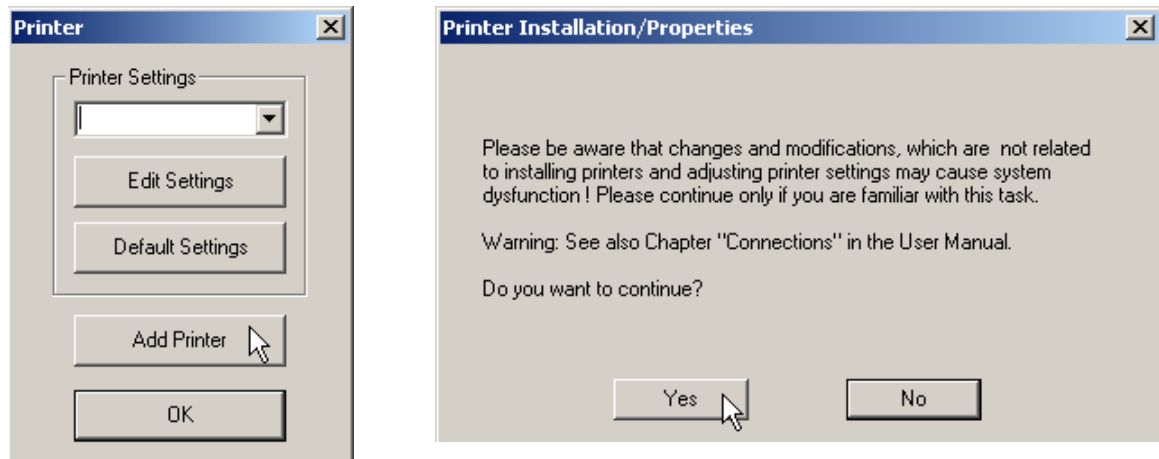 Printer
Printer Settings
Edit Settings
Default Settings
Add Printer
OK
Printer Installation/Properties
Please be aware that changes and modifications, which are  not related
to installing printers and adjusting printer settings may cause system
dysfunction ! Please continue only if you are familiar with this task.
Warning: See also Chapter "Connections" in the User Manual.
Do you want to continue?
Yes
No